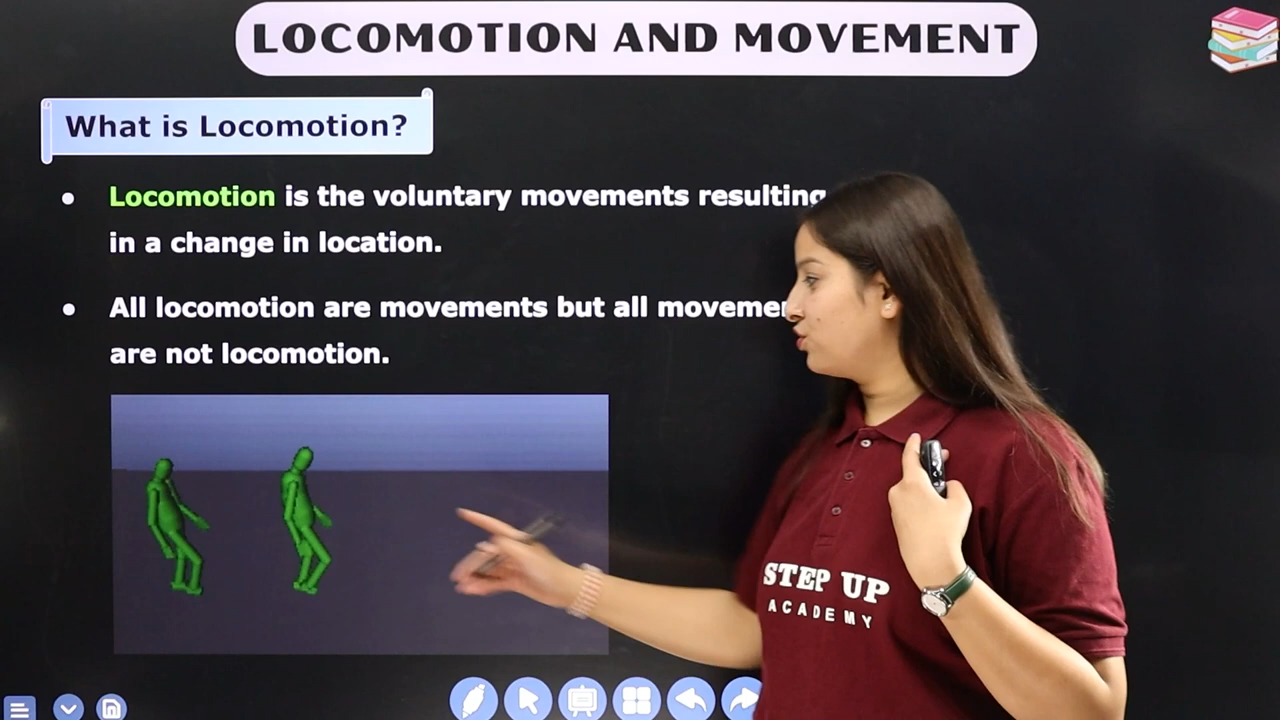 LOCOMOTION AND MOVEMENT
What is Locomotion?
Locomotion is the voluntary movements resulting
in a change in location.
All locomotion are movements but all
are not locomotion.
STEP UP
ACADEMY